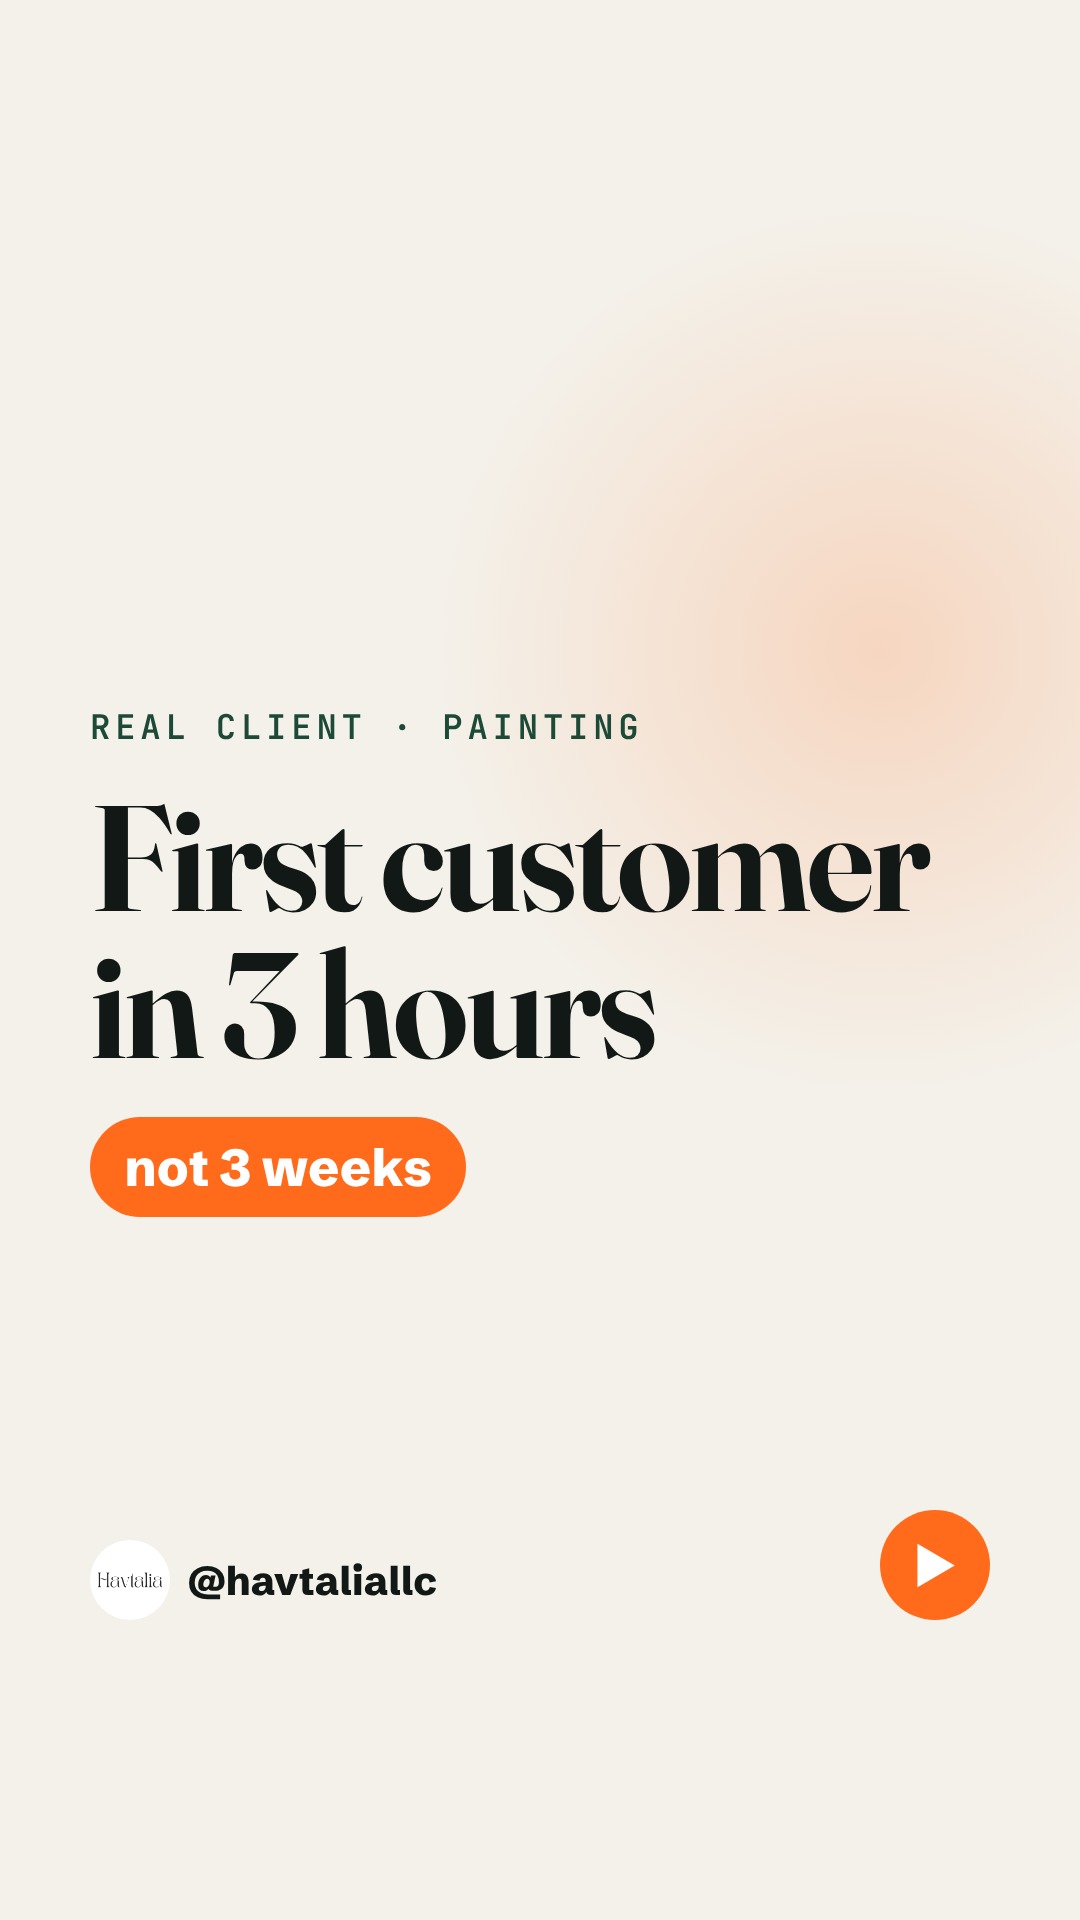 REAL CLIENT · PAINTING
First customer
in 3 hours
not 3 weeks
Havtalia
@havtaliallc